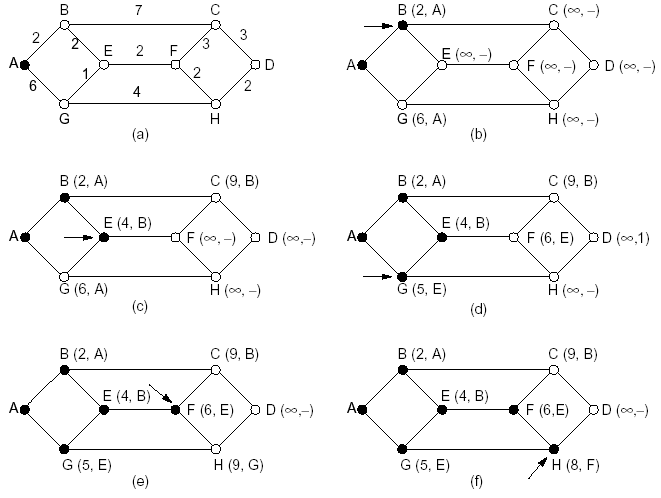 B 7 C
2 2 3 3
A E 2 F D
6 1 2 2
4
G H
(a)
B (2, A) C (∞, –)
A E (∞, –) F (∞, –) D (∞, –)
G (6, A) H (∞, –)
(b)
B (2, A) C (9, B)
E (4, B)
A F (∞, –) D (∞,–)
G (6, A) H (∞, –)
(c)
B (2, A) C (9, B)
E (4, B)
A F (6, E) D (∞,1)
G (5, E) H (∞, –)
(d)
B (2, A) C (9, B)
E (4, B)
A F (6, E) D (∞,–)
G (5, E) H (9, G)
(e)
B (2, A) C (9, B)
E (4, B)
A F (6,E) D (∞,–)
G (5, E) H (8, F)
(f)